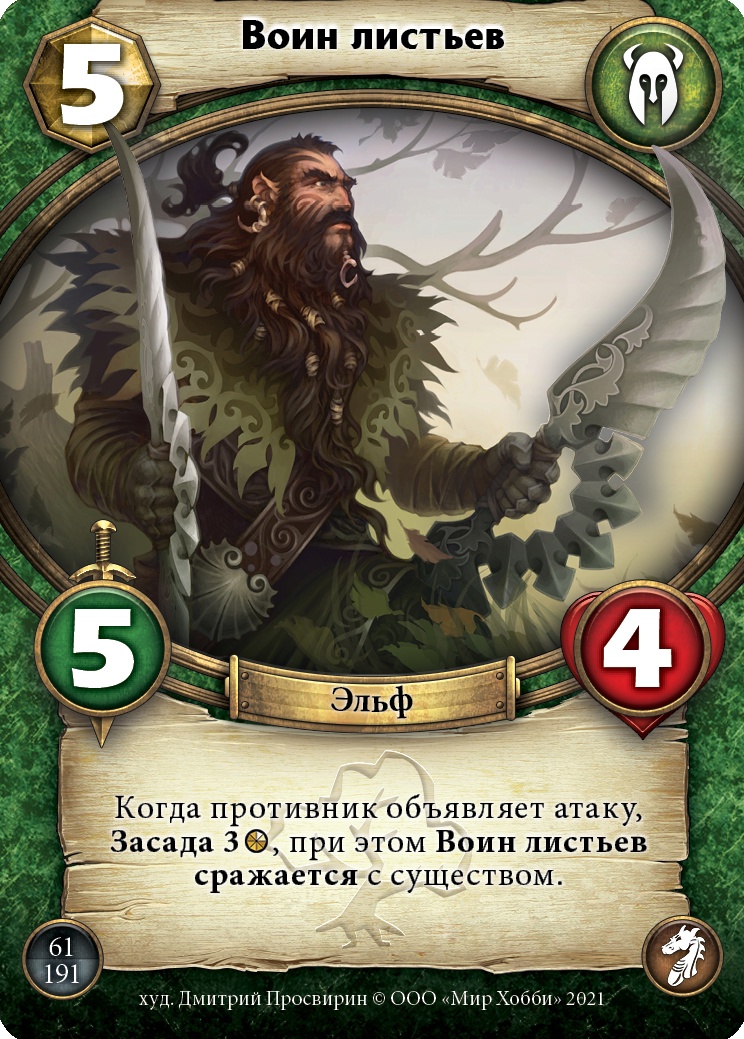 Воин листьев
5
5
4
Эльф
Когда противник объявляет атаку,
Засада 3, при этом Воин листьев
сражается с существом.
61
191
худ. Дмитрий Просвирин © ООО «Мир Хобби» 2021